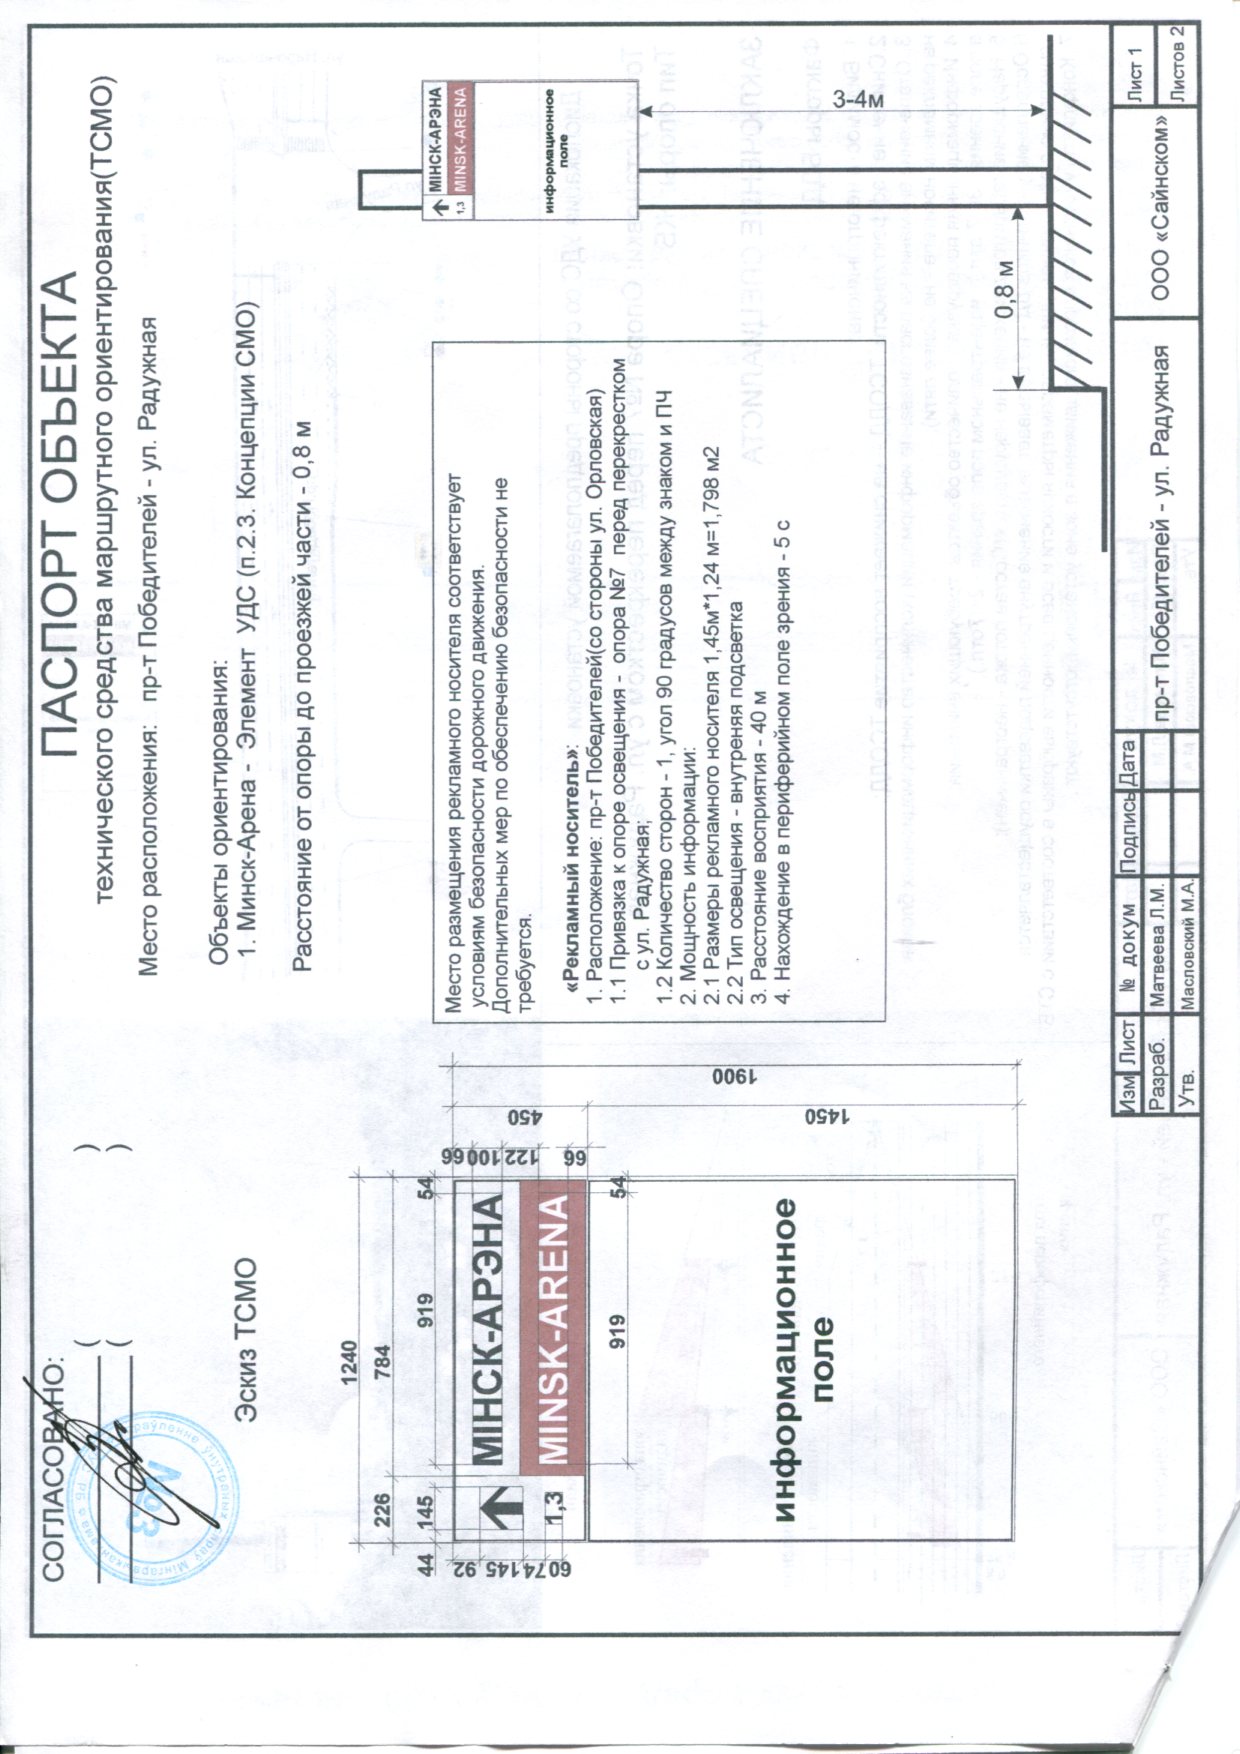 СОГЛАСОВАНО:
( )
( )
№3
ПАСПОРТ ОБЪЕКТА
технического средства маршрутного ориентирования(ТСМО)
Место расположения: пр-т Победителей - ул. Радужная
Объекты ориентирования:
1. Минск-Арена - Элемент УДС (п.2.3. Концепции СМО)
Расстояние от опоры до проезжей части - 0,8 м
Эскиз ТСМО
1240
226 784
44 145 919 54
92 145 74 60
МІНСК-АРЭНА
MINSK-ARENA
1,3
66 100 122 66
450
1900
1450
919 54
информационное
поле
Место размещения рекламного носителя соответствует
условиям безопасности дорожного движения.
Дополнительных мер по обеспечению безопасности не
требуется.
«Рекламный носитель»:
1. Расположение: пр-т Победителей(со стороны ул. Орловская)
1.1 Привязка к опоре освещения - опора №7 перед перекрестком
с ул. Радужная;
1.2 Количество сторон - 1, угол 90 градусов между знаком и ПЧ
2. Мощность информации:
2.1 Размеры рекламного носителя 1,45м*1,24 м=1,798 м2
2.2 Тип освещения - внутреняя подсветка
3. Расстояние восприятия - 40 м
4. Нахождение в периферийном поле зрения - 5 с
МІНСК-АРЭНА
1,3 MINSK-ARENA
информационное
поле
3-4м
0,8 м
Изм Лист № докум Подпись Дата
Разраб. Матвеева Л.М.
Утв. Масловский М.А.
пр-т Победителей - ул. Радужная
ООО «Сайнском»
Лист 1
Листов 2